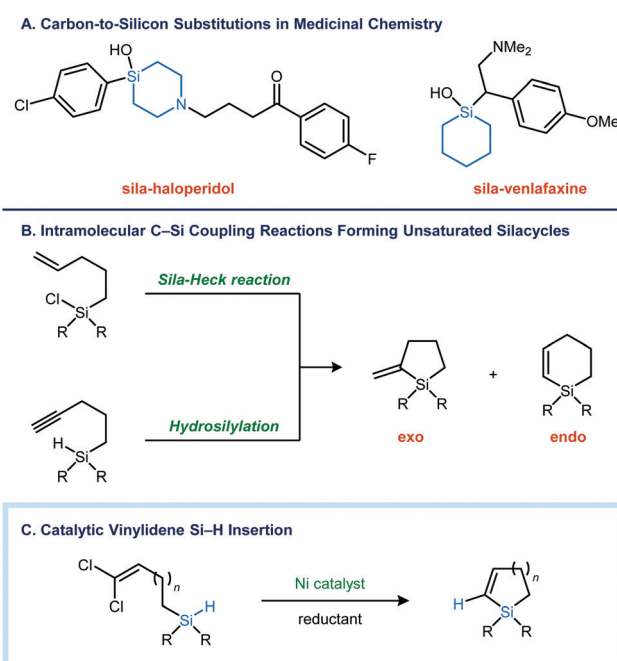 A. Carbon-to-Silicon Substitutions in Medicinal Chemistry
HO
Si
Cl
N
O
F
sila-haloperidol
NMe2
HO
Si
OMe
sila-venlafaxine
B. Intramolecular C–Si Coupling Reactions Forming Unsaturated Silacycles
Cl
Si
R R
Sila-Heck reaction
H
Si
R R
Hydrosilylation
Si
R R
exo
+
Si
R R
endo
C. Catalytic Vinylidene Si–H Insertion
Cl
Cl
( )n
H
Si
R R
Ni catalyst
reductant
( )n
H
Si
R R